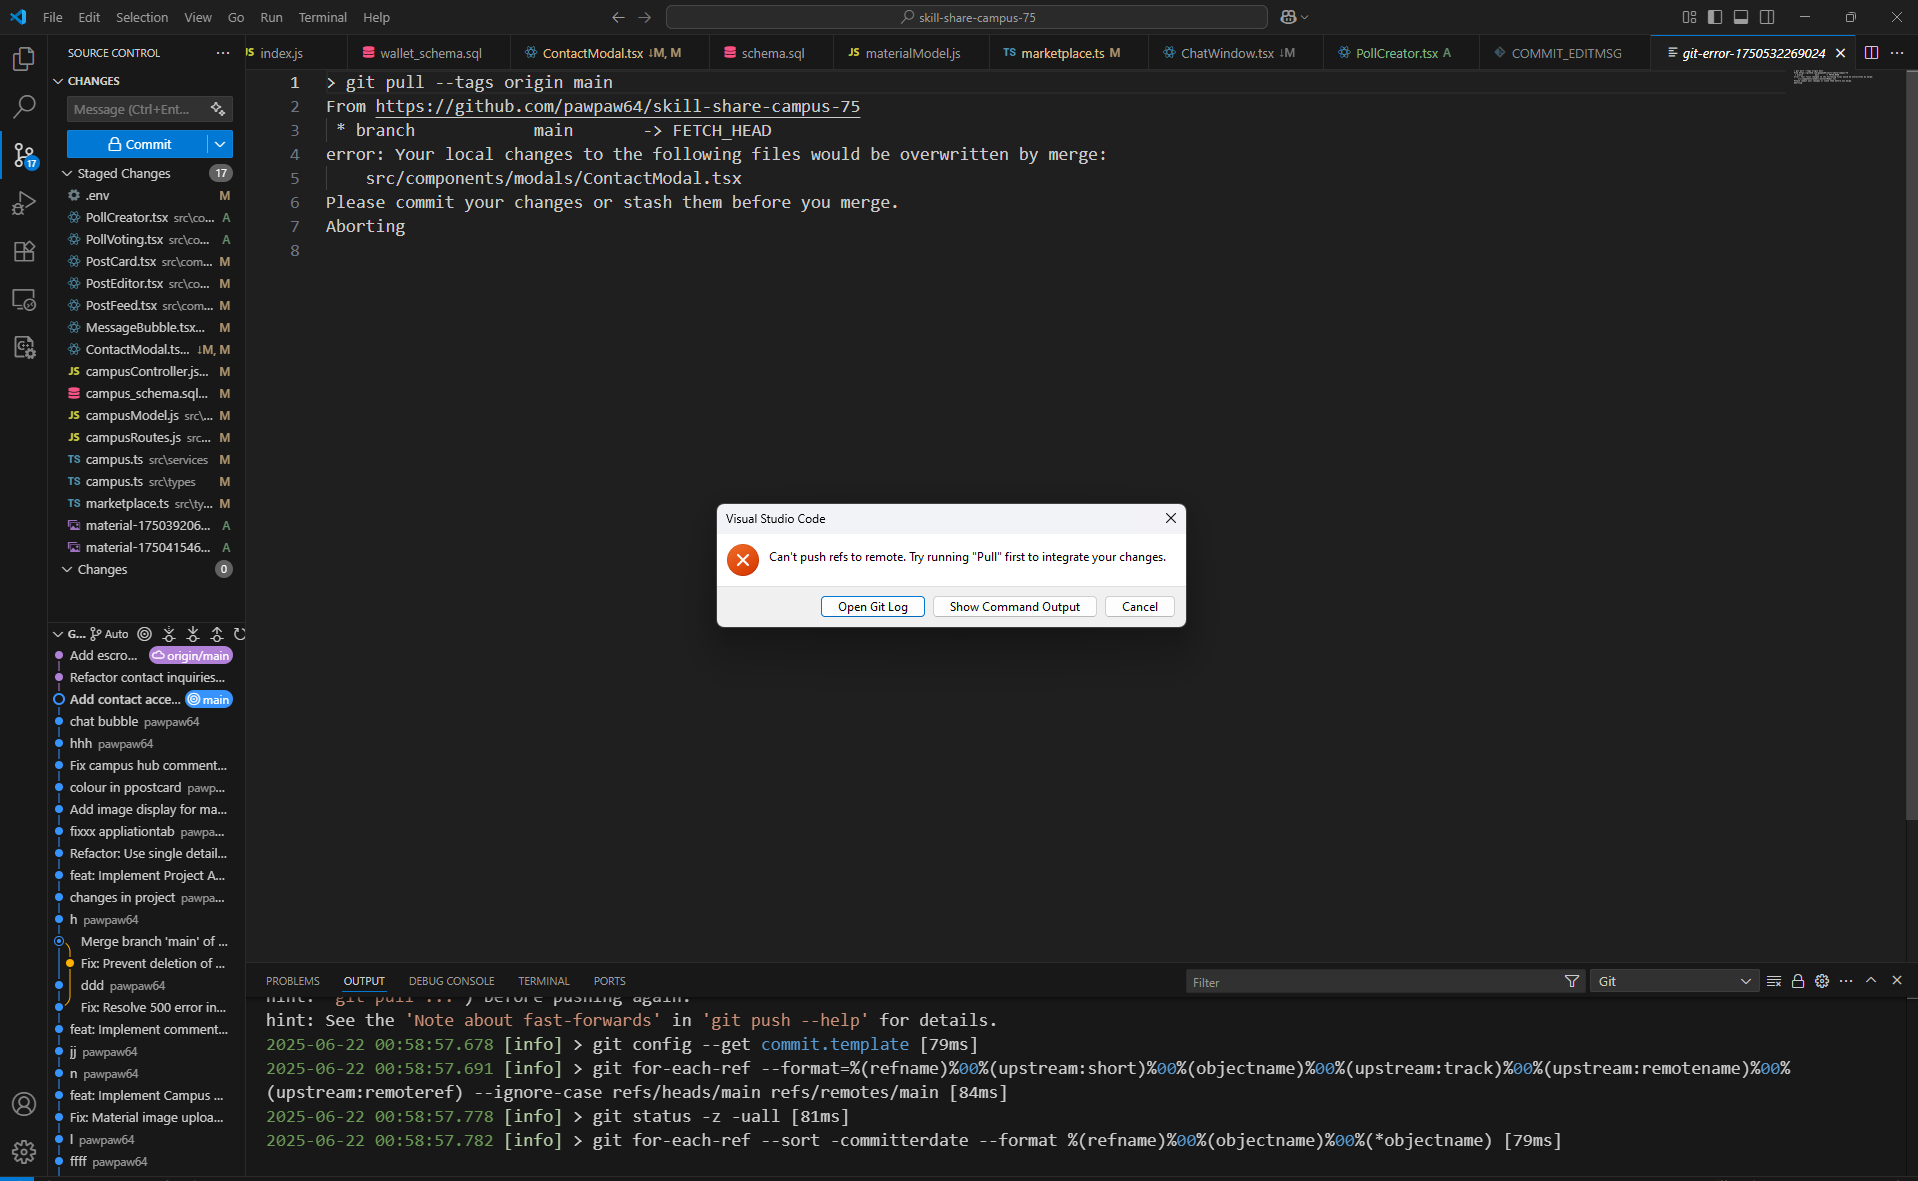 File Edit Selection View Go Run Terminal Help
skill-share-campus-75
SOURCE CONTROL
index.js
wallet_schema.sql
ContactModal.tsx ↓M, M
schema.sql
materialModel.js
marketplace.ts M
ChatWindow.tsx ↓M
PollCreator.tsx A
COMMIT_EDITMSG
git-error-1750532269024
CHANGES
Message (Ctrl+Ent...
Commit
Staged Changes 17
.env M
PollCreator.tsx src\co... A
PollVoting.tsx src\co... A
PostCard.tsx src\com... M
PostEditor.tsx src\co... M
PostFeed.tsx src\com... M
MessageBubble.tsx... M
ContactModal.ts... ↓M, M
campusController.js... M
campus_schema.sql... M
campusModel.js src\... M
campusRoutes.js src... M
campus.ts src\services M
campus.ts src\types M
marketplace.ts src\ty... M
material-175039206... A
material-175041546... A
Changes 0
17
1 > git pull --tags origin main
2 From https://github.com/pawpaw64/skill-share-campus-75
3 * branch main -> FETCH_HEAD
4 error: Your local changes to the following files would be overwritten by merge:
5 src/components/modals/ContactModal.tsx
6 Please commit your changes or stash them before you merge.
7 Aborting
8
Visual Studio Code
Can't push refs to remote. Try running "Pull" first to integrate your changes.
Open Git Log Show Command Output Cancel
G... Auto
Add escro... origin/main
Refactor contact inquiries...
Add contact acce... main
chat bubble pawpaw64
hhh pawpaw64
Fix campus hub comment...
colour in ppostcard pawp...
Add image display for ma...
fixxx appliationtab pawpa...
Refactor: Use single detail...
feat: Implement Project A...
changes in project pawpa...
h pawpaw64
Merge branch 'main' of ...
Fix: Prevent deletion of ...
ddd pawpaw64
Fix: Resolve 500 error in...
feat: Implement comment...
jj pawpaw64
n pawpaw64
feat: Implement Campus ...
Fix: Material image uploa...
l pawpaw64
ffff pawpaw64
PROBLEMS OUTPUT DEBUG CONSOLE TERMINAL PORTS
Filter
Git
hint: 'git pull ...') before pushing again.
hint: See the 'Note about fast-forwards' in 'git push --help' for details.
2025-06-22 00:58:57.678 [info] > git config --get commit.template [79ms]
2025-06-22 00:58:57.691 [info] > git for-each-ref --format=%(refname)%00%(upstream:short)%00%(objectname)%00%(upstream:track)%00%(upstream:remotename)%00%
(upstream:remoteref) --ignore-case refs/heads/main refs/remotes/main [84ms]
2025-06-22 00:58:57.778 [info] > git status -z -uall [81ms]
2025-06-22 00:58:57.782 [info] > git for-each-ref --sort -committerdate --format %(refname)%00%(objectname)%00%(*objectname) [79ms]